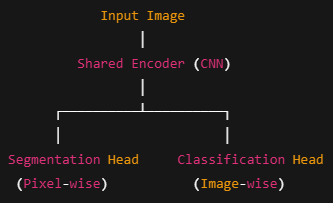 Input Image
Shared Encoder (CNN)
Segmentation Head
Classification Head
(Pixel-wise)
(Image-wise)